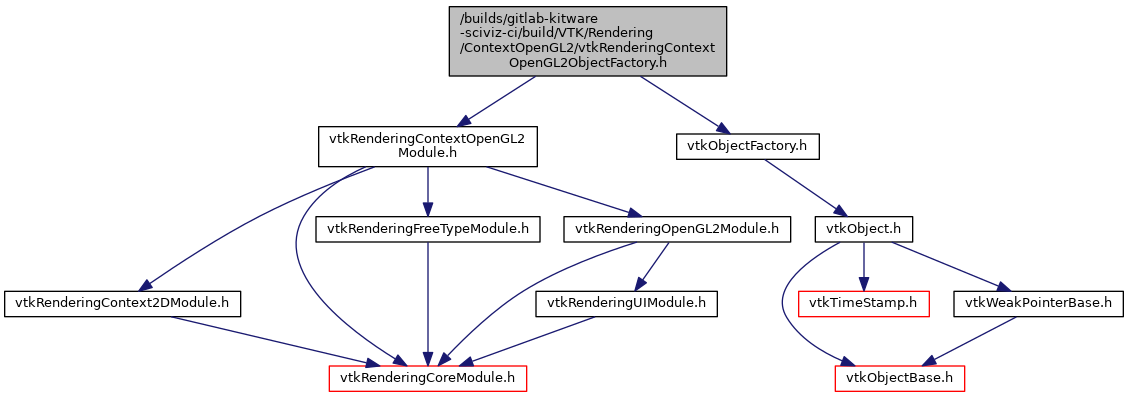 /builds/gitlab-kitware
-sciviz-ci/build/VTK/Rendering
/ContextOpenGL2/vtkRenderingContext
OpenGL2ObjectFactory.h
vtkRenderingContextOpenGL2
Module.h
vtkObjectFactory.h
vtkRenderingFreeTypeModule.h
vtkRenderingOpenGL2Module.h
vtkObject.h
vtkRenderingContext2DModule.h
vtkRenderingUIModule.h
vtkTimeStamp.h
vtkWeakPointerBase.h
vtkRenderingCoreModule.h
vtkObjectBase.h